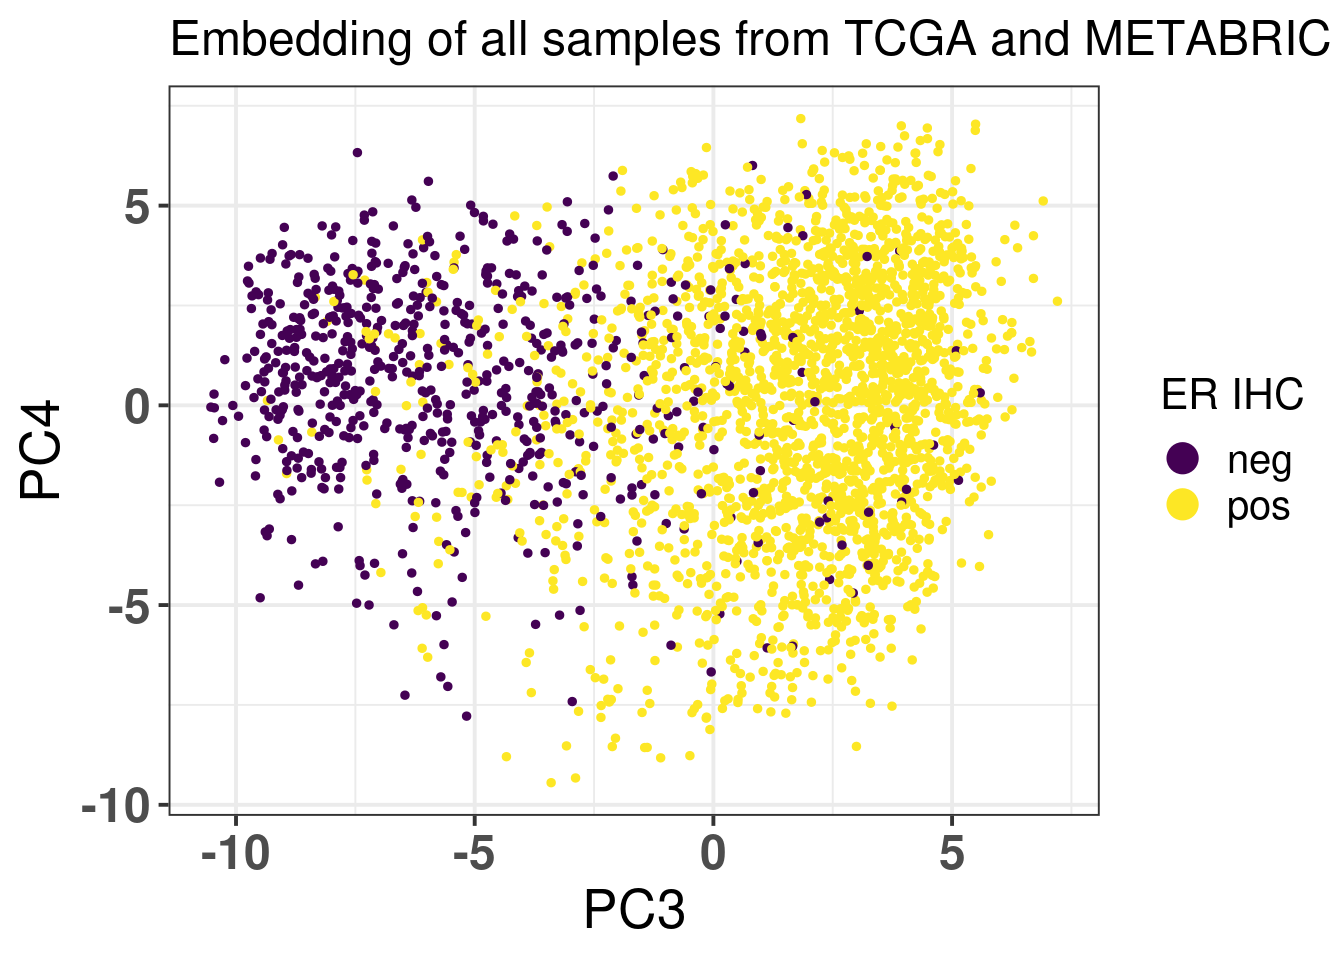 Embedding of all samples from TCGA and METABRIC
5
0
-5
-10
-10 -5 0 5
PC3
PC4
ER IHC
neg
pos